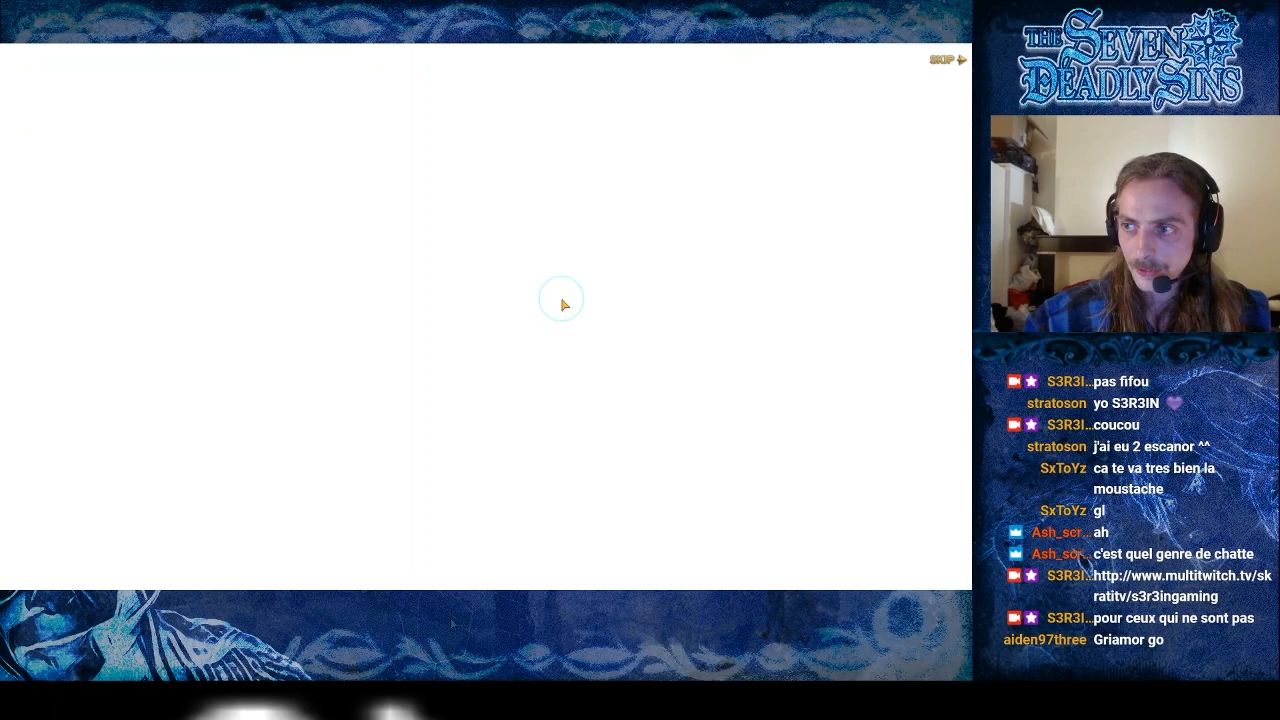 SKIP
THE SEVEN
DEADLY SINS
S3R3I... pas fifou
stratoson yo S3R3IN
S3R3I... coucou
stratoson j'ai eu 2 escanor ^^
SxToYz ca te va tres bien la
moustache
SxToYz gl
Ash_scr... ah
Ash_scr... c'est quel genre de chatte
S3R3I... http://www.multitwitch.tv/sk
ratitv/s3r3ingaming
S3R3I... pour ceux qui ne sont pas
aiden97three Griamor go